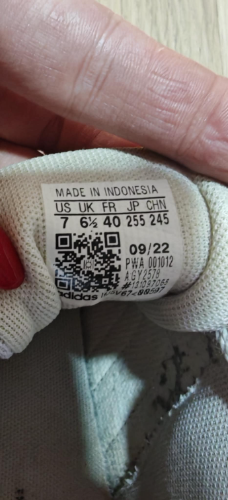 MADE IN INDONESIA
US UK FR JP CHN
7 6½ 40 255 245
09/22
PWA 001012
adidas